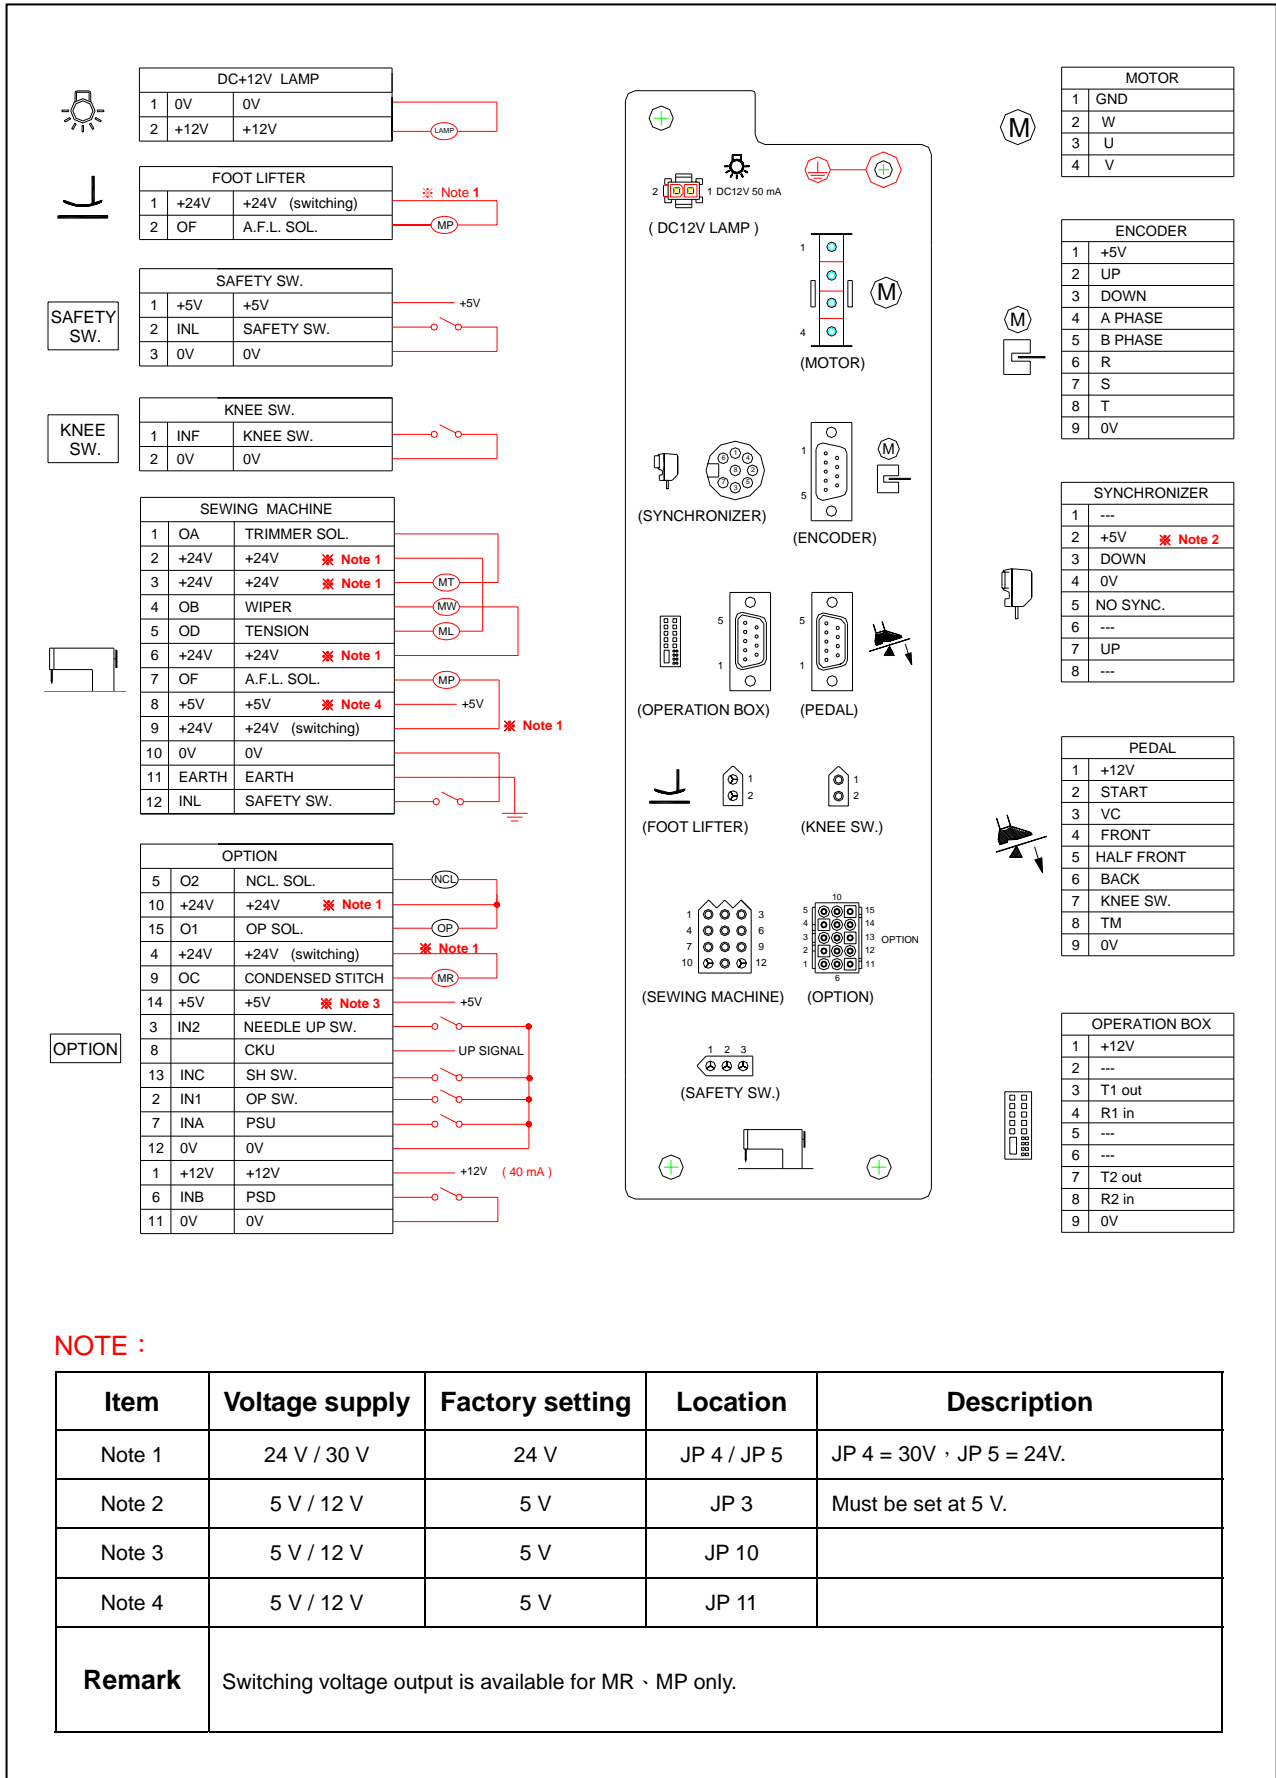 DC+12V LAMP
1 0V 0V
2 +12V +12V
LAMP
FOOT LIFTER
1 +24V +24V (switching)
※ Note 1
2 OF A.F.L. SOL.
MP
SAFETY SW.
SAFETY SW.
1 +5V +5V
+5V
2 INL SAFETY SW.
3 0V 0V
KNEE SW.
KNEE SW.
1 INF KNEE SW.
2 0V 0V
SEWING MACHINE
1 OA TRIMMER SOL.
2 +24V +24V ※ Note 1
3 +24V +24V ※ Note 1
MT
4 OB WIPER
MW
5 OD TENSION
ML
6 +24V +24V ※ Note 1
7 OF A.F.L. SOL.
MP
8 +5V +5V ※ Note 4
+5V
9 +24V +24V (switching)
※ Note 1
10 0V 0V
11 EARTH EARTH
12 INL SAFETY SW.
OPTION
OPTION
5 O2 NCL. SOL.
NCL
10 +24V +24V ※ Note 1
15 O1 OP SOL.
OP
4 +24V +24V (switching)
※ Note 1
9 OC CONDENSED STITCH
MR
14 +5V +5V ※ Note 3
+5V
3 IN2 NEEDLE UP SW.
8 CKU
UP SIGNAL
13 INC SH SW.
2 IN1 OP SW.
7 INA PSU
12 0V 0V
1 +12V +12V
+12V ( 40 mA )
6 INB PSD
11 0V 0V
2 1 DC12V 50 mA
( DC12V LAMP )
1
4
M
(MOTOR)
6 1 4
8 2
7 3 5
(SYNCHRONIZER)
1
5
M
(ENCODER)
5
1
(OPERATION BOX)
5
1
(PEDAL)
1
2
(FOOT LIFTER)
1
2
(KNEE SW.)
1 3
4 6
7 9
10 12
(SEWING MACHINE)
10
5 15
4 14
3 13 OPTION
2 12
1 11
6
(OPTION)
1 2 3
(SAFETY SW.)
M
MOTOR
1 GND
2 W
3 U
4 V
M
ENCODER
1 +5V
2 UP
3 DOWN
4 A PHASE
5 B PHASE
6 R
7 S
8 T
9 0V
SYNCHRONIZER
1 ---
2 +5V ※ Note 2
3 DOWN
4 0V
5 NO SYNC.
6 ---
7 UP
8 ---
PEDAL
1 +12V
2 START
3 VC
4 FRONT
5 HALF FRONT
6 BACK
7 KNEE SW.
8 TM
9 0V
OPERATION BOX
1 +12V
2 ---
3 T1 out
4 R1 in
5 ---
6 ---
7 T2 out
8 R2 in
9 0V
NOTE：
Item Voltage supply Factory setting Location Description
Note 1 24 V / 30 V 24 V JP 4 / JP 5 JP 4 = 30V，JP 5 = 24V.
Note 2 5 V / 12 V 5 V JP 3 Must be set at 5 V.
Note 3 5 V / 12 V 5 V JP 10
Note 4 5 V / 12 V 5 V JP 11
Remark Switching voltage output is available for MR、MP only.